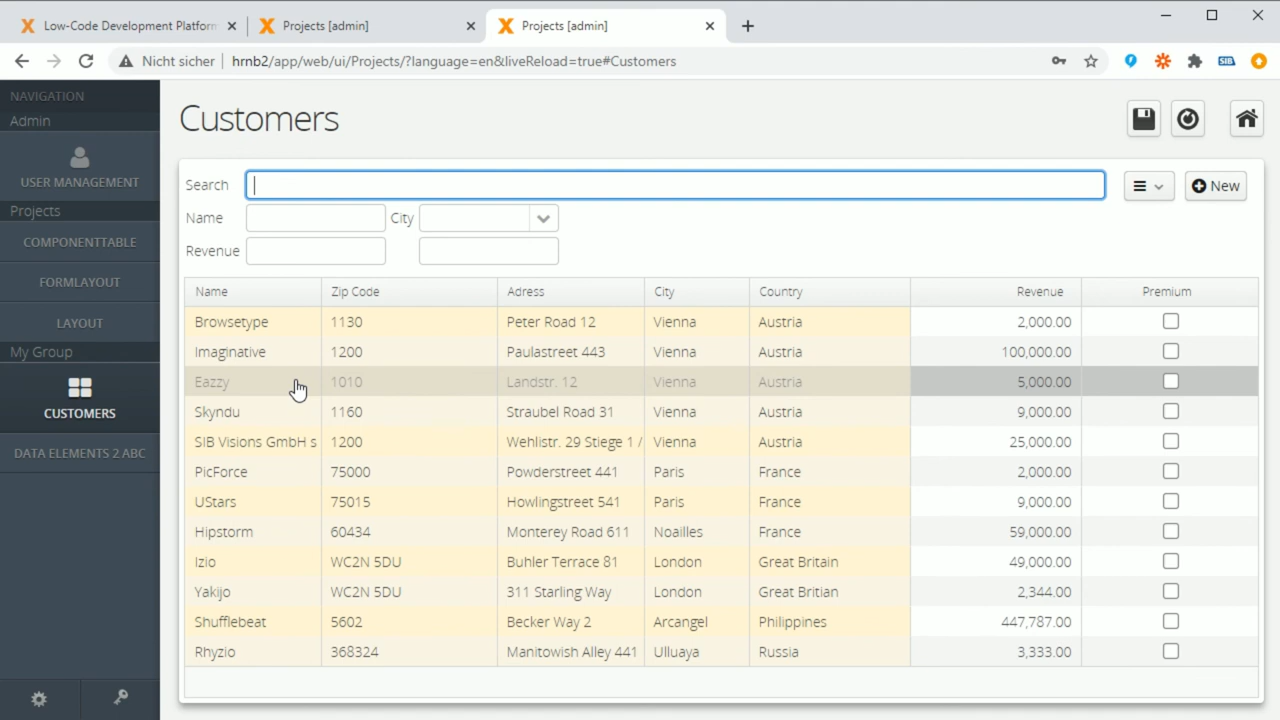 Low-Code Development Platform
Projects [admin]
Projects [admin]
Nicht sicher | hrnb2/app/web/ui/Projects/?language=en&liveReload=true#Customers
SIB
NAVIGATION
Admin
USER MANAGEMENT
Projects
COMPONENTTABLE
FORMLAYOUT
LAYOUT
My Group
CUSTOMERS
DATA ELEMENTS 2 ABC
Customers
Search
New
Name City
Revenue
Name Zip Code Adress City Country Revenue Premium
Browsetype 1130 Peter Road 12 Vienna Austria 2,000.00
Imaginative 1200 Paulastreet 443 Vienna Austria 100,000.00
Eazzy 1010 Landstr. 12 Vienna Austria 5,000.00
Skyndu 1160 Straubel Road 31 Vienna Austria 9,000.00
SIB Visions GmbH s 1200 Wehlistr. 29 Stiege 1 / Vienna Austria 25,000.00
PicForce 75000 Powderstreet 441 Paris France 2,000.00
UStars 75015 Howlingstreet 541 Paris France 9,000.00
Hipstorm 60434 Monterey Road 611 Noailles France 59,000.00
Izio WC2N 5DU Buhler Terrace 81 London Great Britain 49,000.00
Yakijo WC2N 5DU 311 Starling Way London Great Britian 2,344.00
Shufflebeat 5602 Becker Way 2 Arcangel Philippines 447,787.00
Rhyzio 368324 Manitowish Alley 441 Ulluaya Russia 3,333.00